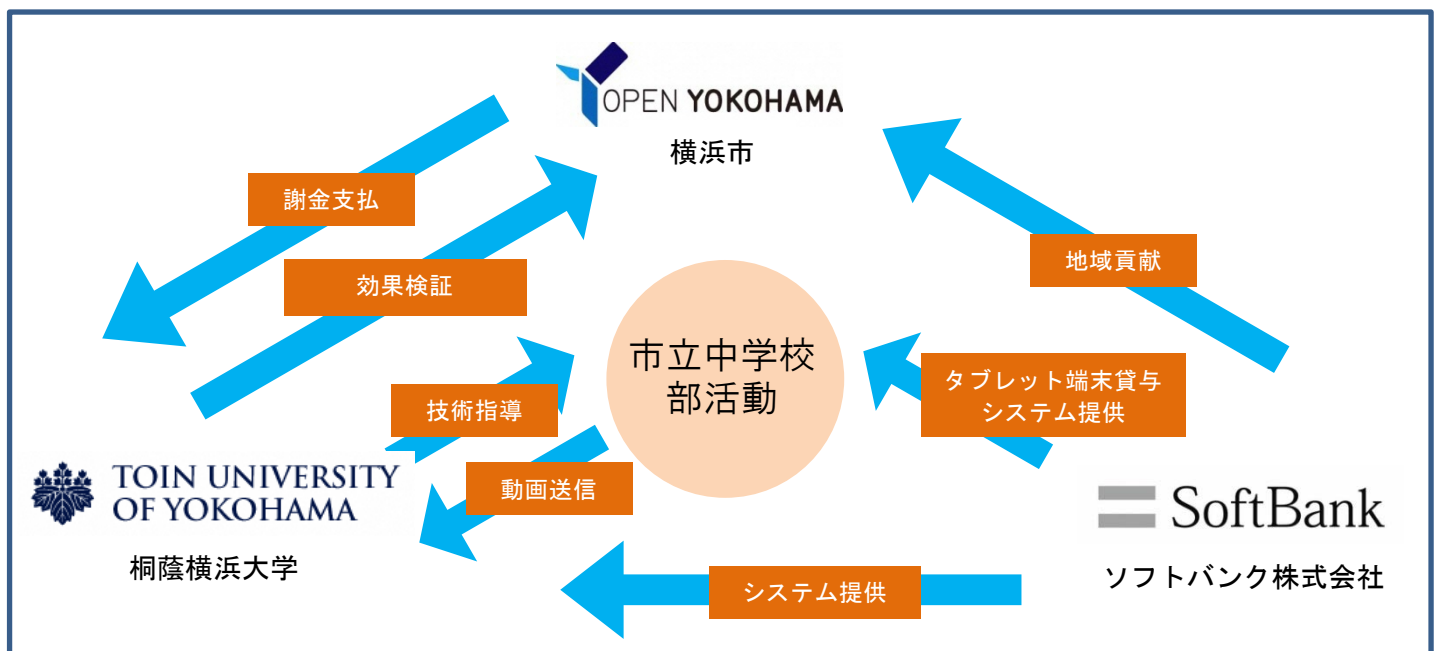 OPEN YOKOHAMA
横浜市
謝金支払
効果検証
地域貢献
市立中学校
部活動
タブレット端末貸与
システム提供
技術指導
動画送信
TOIN UNIVERSITY
OF YOKOHAMA
桐蔭横浜大学
SoftBank
ソフトバンク株式会社
システム提供